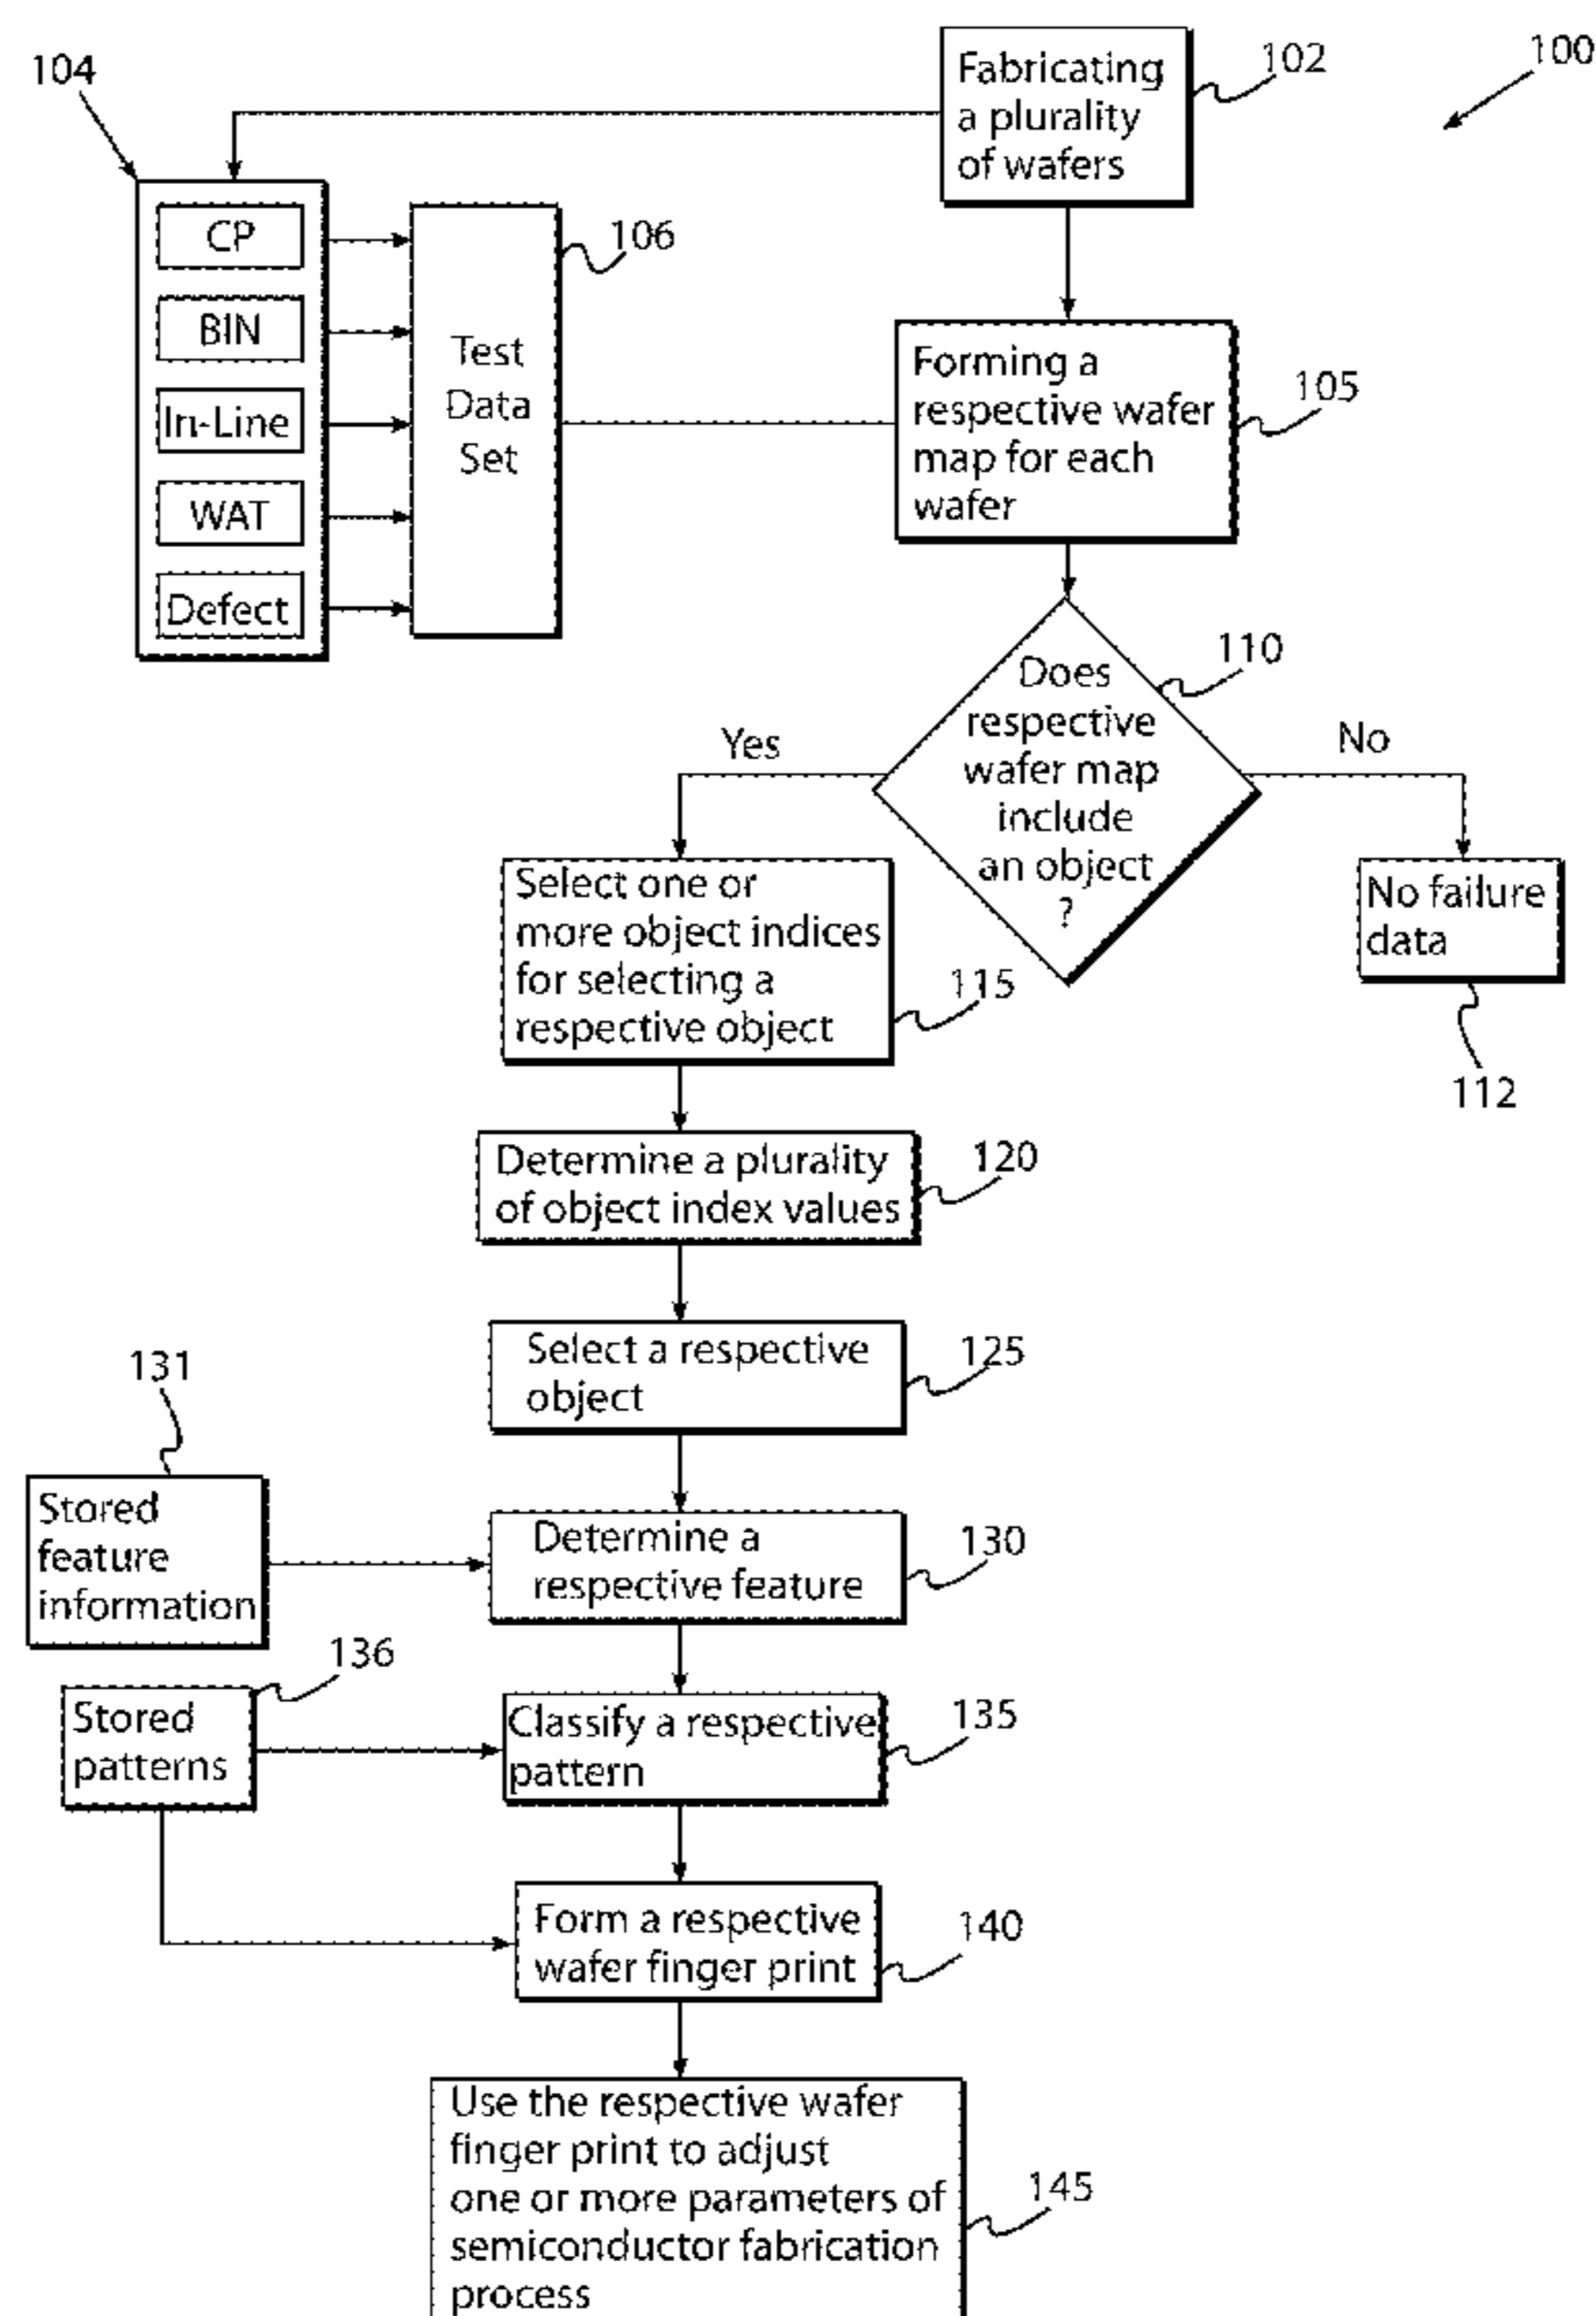 100
102
Fabricating
a plurality
of wafers
104
CP
BIN
In-Line
WAT
Defect
106
Test
Data
Set
105
Forming a
respective wafer
map for each
wafer
110
Does
respective
wafer map
include
an object
?
Yes
No
No failure
data
112
Select one or
more object indices
for selecting a
respective object
115
Determine a plurality
of object index values
120
Select a respective
object
125
131
Stored
feature
information
Determine a
respective feature
130
136
Stored
patterns
Classify a respective
pattern
135
Form a respective
wafer finger print
140
Use the respective wafer
finger print to adjust
one or more parameters of
semiconductor fabrication
process
145